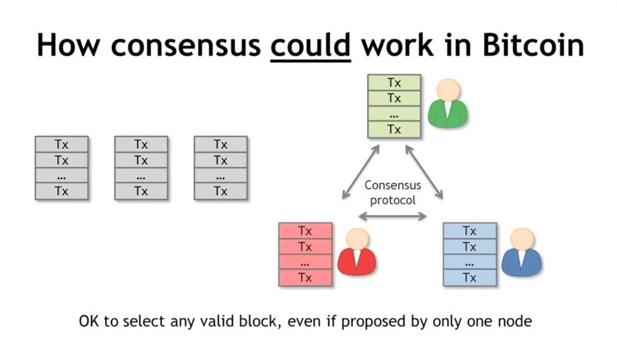 How consensus could work in Bitcoin
Tx
Tx
...
Tx
Tx
Tx
...
Tx
Tx
Tx
...
Tx
Tx
Tx
...
Tx
Consensus
protocol
Tx
Tx
...
Tx
Tx
Tx
...
Tx
OK to select any valid block, even if proposed by only one node